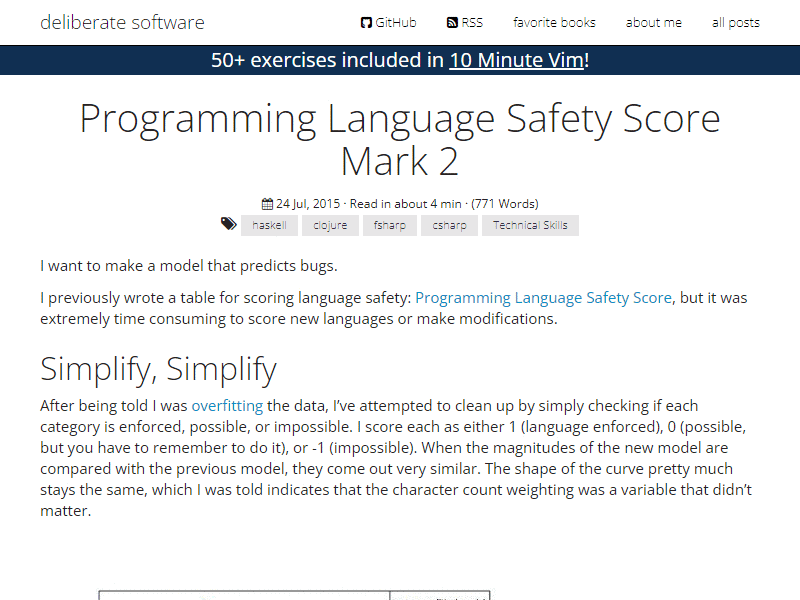 deliberate software GitHub RSS favorite books about me all posts
50+ exercises included in 10 Minute Vim!
Programming Language Safety Score
Mark 2
24 Jul, 2015 · Read in about 4 min · (771 Words)
haskell clojure fsharp csharp Technical Skills
I want to make a model that predicts bugs.
I previously wrote a table for scoring language safety: Programming Language Safety Score, but it was
extremely time consuming to score new languages or make modifications.
Simplify, Simplify
After being told I was overfitting the data, I’ve attempted to clean up by simply checking if each
category is enforced, possible, or impossible. I score each as either 1 (language enforced), 0 (possible,
but you have to remember to do it), or -1 (impossible). When the magnitudes of the new model are
compared with the previous model, they come out very similar. The shape of the curve pretty much
stays the same, which I was told indicates that the character count weighting was a variable that didn’t
matter.